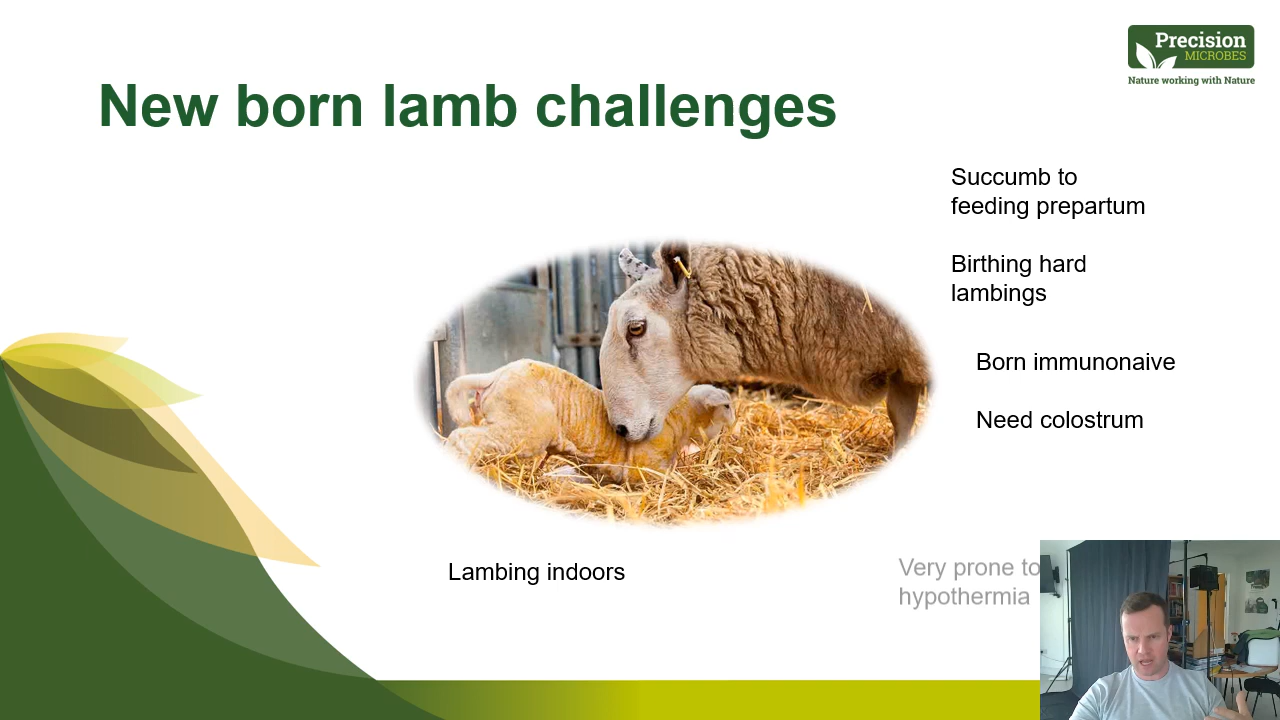 Precision
MICROBES
Nature working with Nature
New born lamb challenges
Succumb to
feeding prepartum
Birthing hard
lambings
Born immunonaive
Need colostrum
Lambing indoors
Very prone to
hypothermia